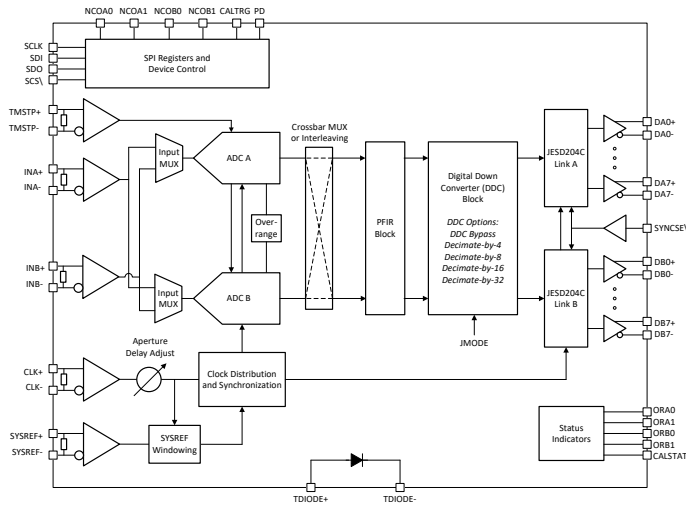 NCOA0 NCOA1 NCOB0 NCOB1 CALTRG PD
SCLK
SDI
SDO
SCS\
SPI Registers and
Device Control
TMSTP+
TMSTP-
INA+
INA-
Input
MUX
ADC A
Crossbar MUX
or Interleaving
Over-
range
PFIR
Block
Digital Down
Converter (DDC)
Block
DDC Options:
DDC Bypass
Decimate-by-4
Decimate-by-8
Decimate-by-16
Decimate-by-32
JESD204C
Link A
DA0+
DA0-
DA7+
DA7-
INB+
INB-
Input
MUX
ADC B
JMODE
JESD204C
Link B
DB0+
DB0-
DB7+
DB7-
CLK+
CLK-
Aperture
Delay Adjust
Clock Distribution
and Synchronization
SYSREF+
SYSREF-
SYSREF
Windowing
Status
Indicators
ORA0
ORA1
ORB0
ORB1
CALSTAT
TDIODE+
TDIODE-